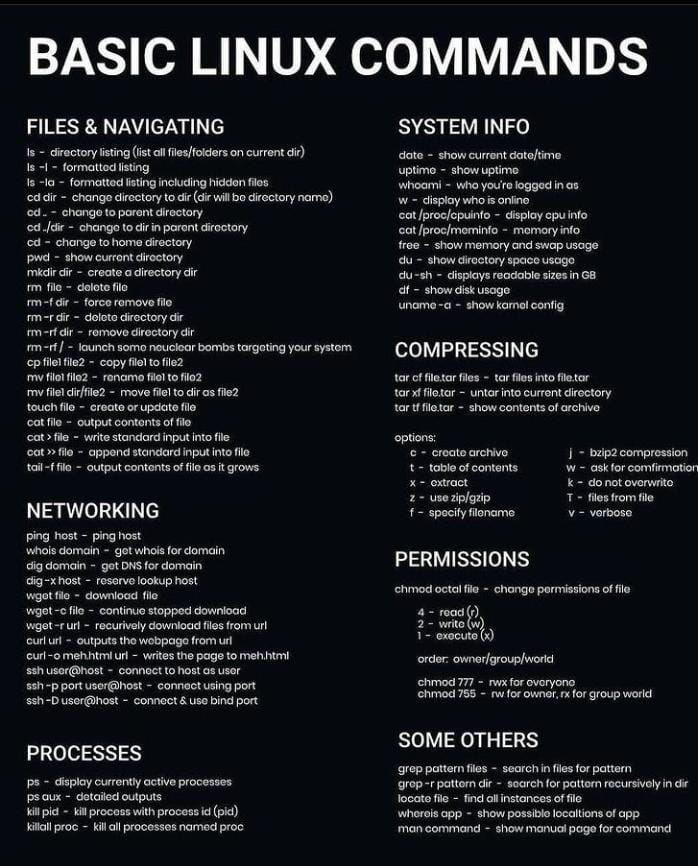 BASIC LINUX COMMANDS
FILES & NAVIGATING
ls - directory listing (list all files/folders on current dir)
ls -l - formatted listing
ls -la - formatted listing including hidden files
cd dir - change directory to dir (dir will be directory name)
cd .. - change to parent directory
cd ../dir - change to dir in parent directory
cd - change to home directory
pwd - show current directory
mkdir dir - create a directory dir
rm file - delete file
rm -f dir - force remove file
rm -r dir - delete directory dir
rm -rf dir - remove directory dir
rm -rf / - launch some neuclear bombs targeting your system
cp file1 file2 - copy file1 to file2
mv file1 file2 - rename file1 to file2
mv file1 dir/file2 - move file1 to dir as file2
touch file - create or update file
cat file - output contents of file
cat > file - write standard input into file
cat >> file - append standard input into file
tail -f file - output contents of file as it grows
NETWORKING
ping host - ping host
whois domain - get whois for domain
dig domain - get DNS for domain
dig -x host - reserve lookup host
wget file - download file
wget -c file - continue stopped download
wget -r url - recurively download files from url
curl url - outputs the webpage from url
curl -o meh.html url - writes the page to meh.html
ssh user@host - connect to host as user
ssh -p port user@host - connect using port
ssh -D user@host - connect & use bind port
PROCESSES
ps - display currently active processes
ps aux - detailed outputs
kill pid - kill process with process id (pid)
killall proc - kill all processes named proc
SYSTEM INFO
date - show current date/time
uptime - show uptime
whoami - who you're logged in as
w - display who is online
cat /proc/cpuinfo - display cpu info
cat /proc/meminfo - memory info
free - show memory and swap usage
du - show directory space usage
du -sh - displays readable sizes in GB
df - show disk usage
uname -a - show karnel config
COMPRESSING
tar cf file.tar files - tar files into file.tar
tar xf file.tar - untar into current directory
tar tf file.tar - show contents of archive
options:
c - create archive
t - table of contents
x - extract
z - use zip/gzip
f - specify filename
j - bzip2 compression
w - ask for comfirmation
k - do not overwrite
T - files from file
v - verbose
PERMISSIONS
chmod octal file - change permissions of file
4 - read (r)
2 - write (w)
1 - execute (x)
order: owner/group/world
chmod 777 - rwx for everyone
chmod 755 - rw for owner, rx for group world
SOME OTHERS
grep pattern files - search in files for pattern
grep -r pattern dir - search for pattern recursively in dir
locate file - find all instances of file
whereis app - show possible localtions of app
man command - show manual page for command